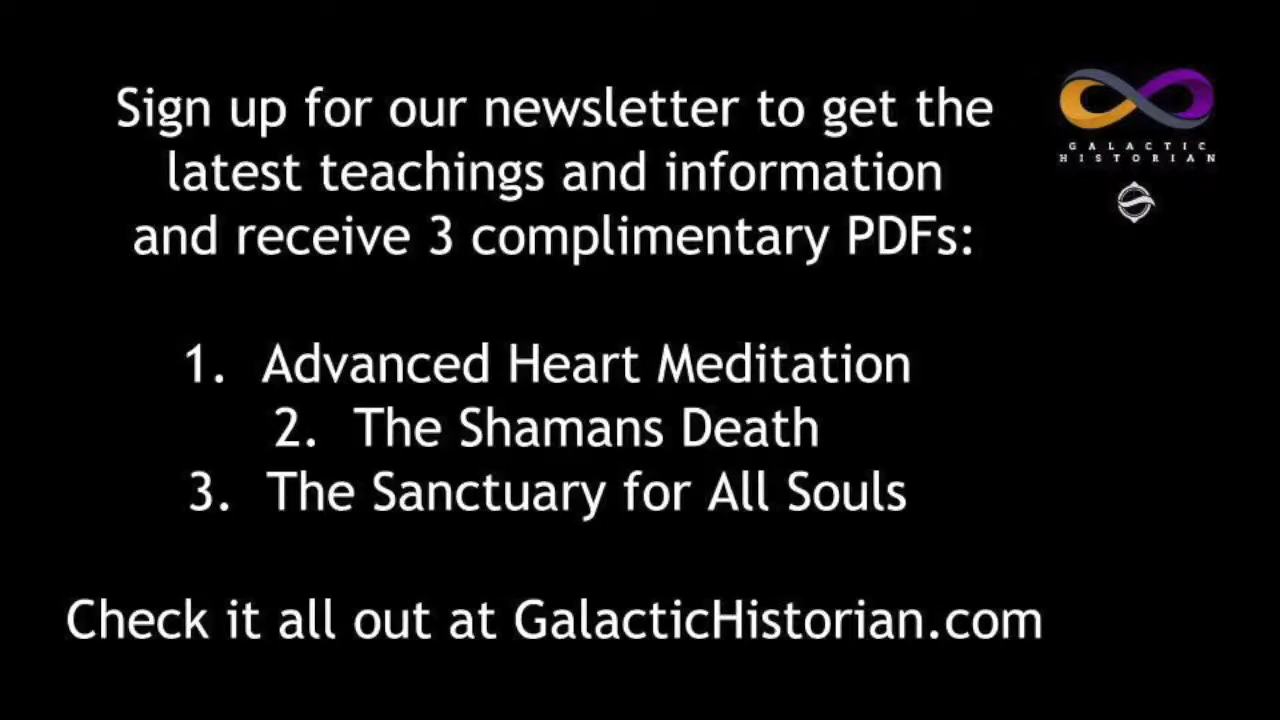 Sign up for our newsletter to get the
latest teachings and information
and receive 3 complimentary PDFs:
1. Advanced Heart Meditation
2. The Shamans Death
3. The Sanctuary for All Souls
Check it all out at GalacticHistorian.com
GALACTIC
HISTORIAN